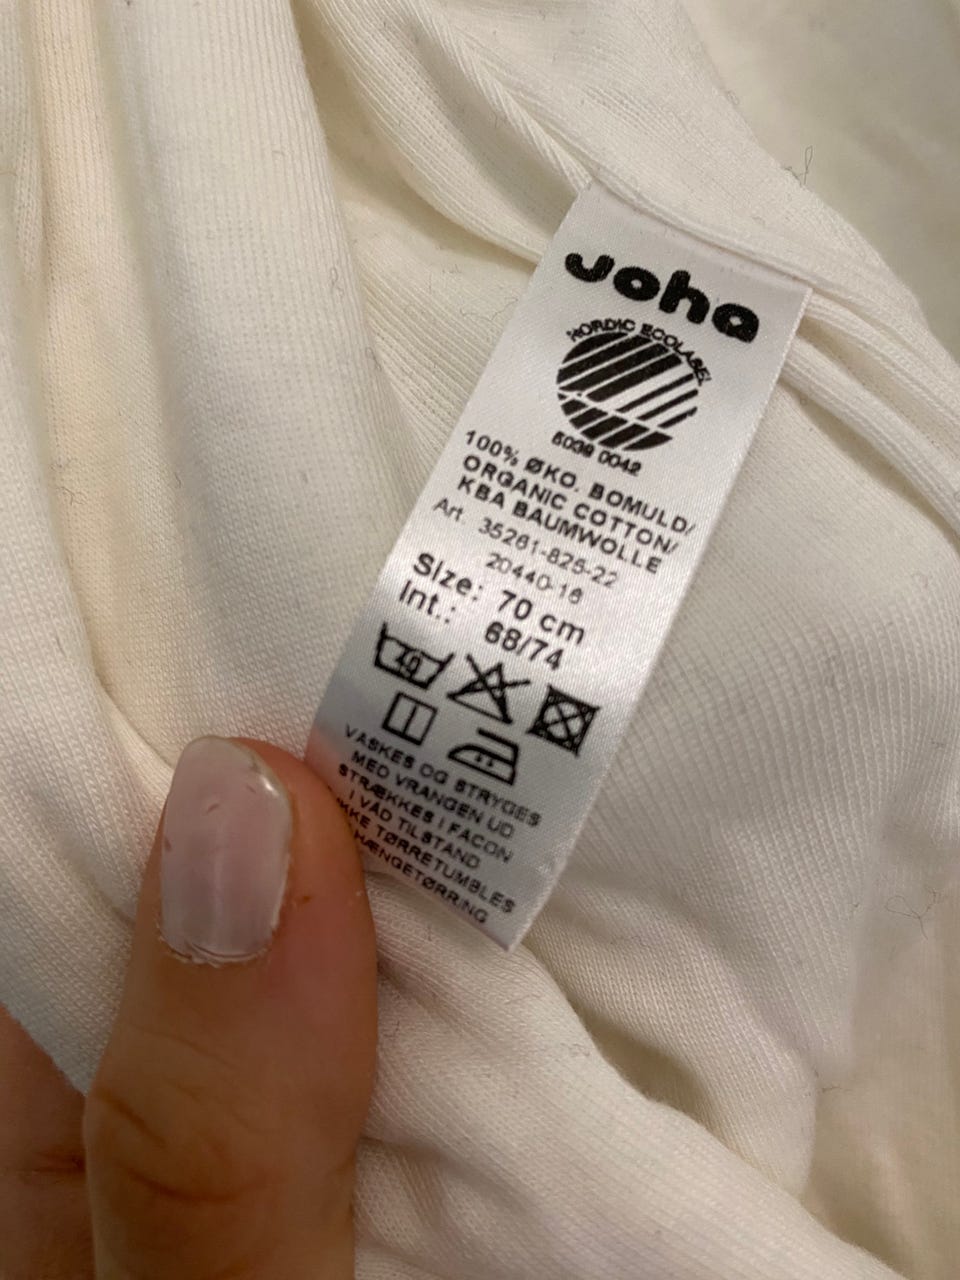 Joha
NORDIC ECOLABEL
5039 0042
100% ØKO. BOMULD/
ORGANIC COTTON/
KBA BAUMWOLLE
Art. 35261-825-22
20440-16
Size: 70 cm
Int.: 68/74
40
VASKES OG STRYGES
MED VRANGEN UD
STRÆKKES I FACON
I VÅD TILSTAND
IKKE TØRRETUMBLES
HÆNGETØRRING